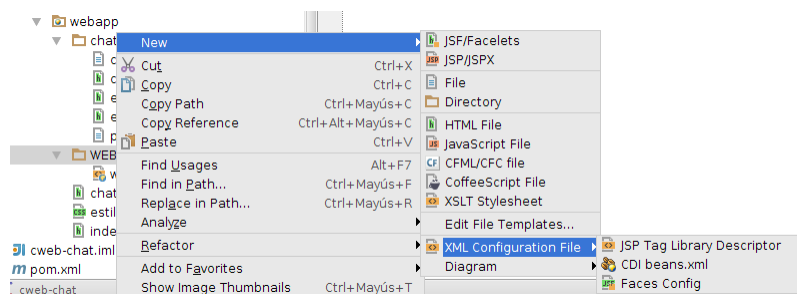 webapp
chat
New
JSF/Facelets
JSP/JSPX
Cut Ctrl+X
Copy Ctrl+C
File
Copy Path Ctrl+Mayús+C
Directory
Copy Reference Ctrl+Alt+Mayús+C
HTML File
Paste Ctrl+V
JavaScript File
WEB
Find Usages Alt+F7
CFML/CFC file
Find in Path... Ctrl+Mayús+F
CoffeeScript File
chat
Replace in Path... Ctrl+Mayús+R
XSLT Stylesheet
estil
Analyze
Edit File Templates...
inde
Refactor
XML Configuration File
JSP Tag Library Descriptor
cweb-chat.iml
pom.xml
Add to Favorites
Diagram
CDI beans.xml
cweb-chat
Show Image Thumbnails Ctrl+Mayús+T
Faces Config